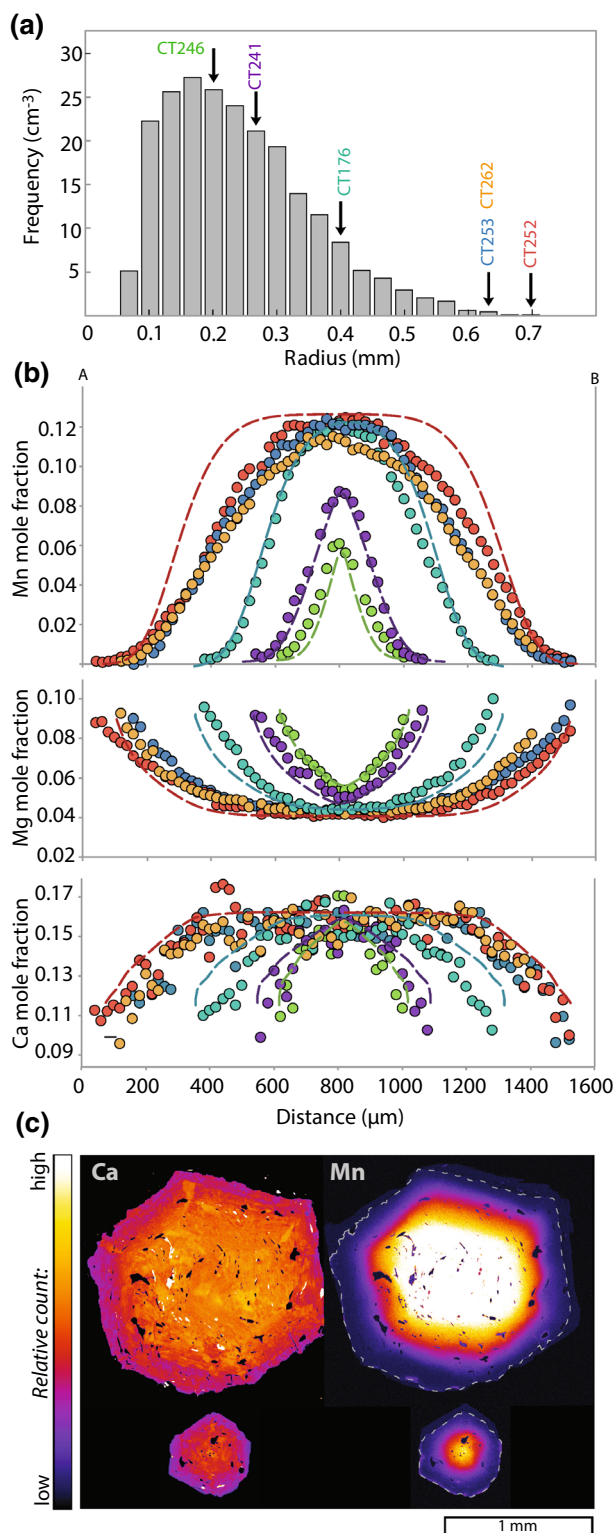 (a)
CT246
CT241
CT176
CT253
CT262
CT252
Frequency (cm-3)
30
25
20
15
10
5
0
0.1
0.2
0.3
0.4
0.5
0.6
0.7
Radius (mm)
(b)
A
B
Mn mole fraction
0.12
0.10
0.08
0.06
0.04
0.02
Mg mole fraction
0.10
0.08
0.06
0.04
0.02
Ca mole fraction
0.17
0.15
0.13
0.11
0.09
0
200
400
600
800
1000
1200
1400
1600
Distance (µm)
(c)
Relative count:
high
low
Ca
Mn
1 mm